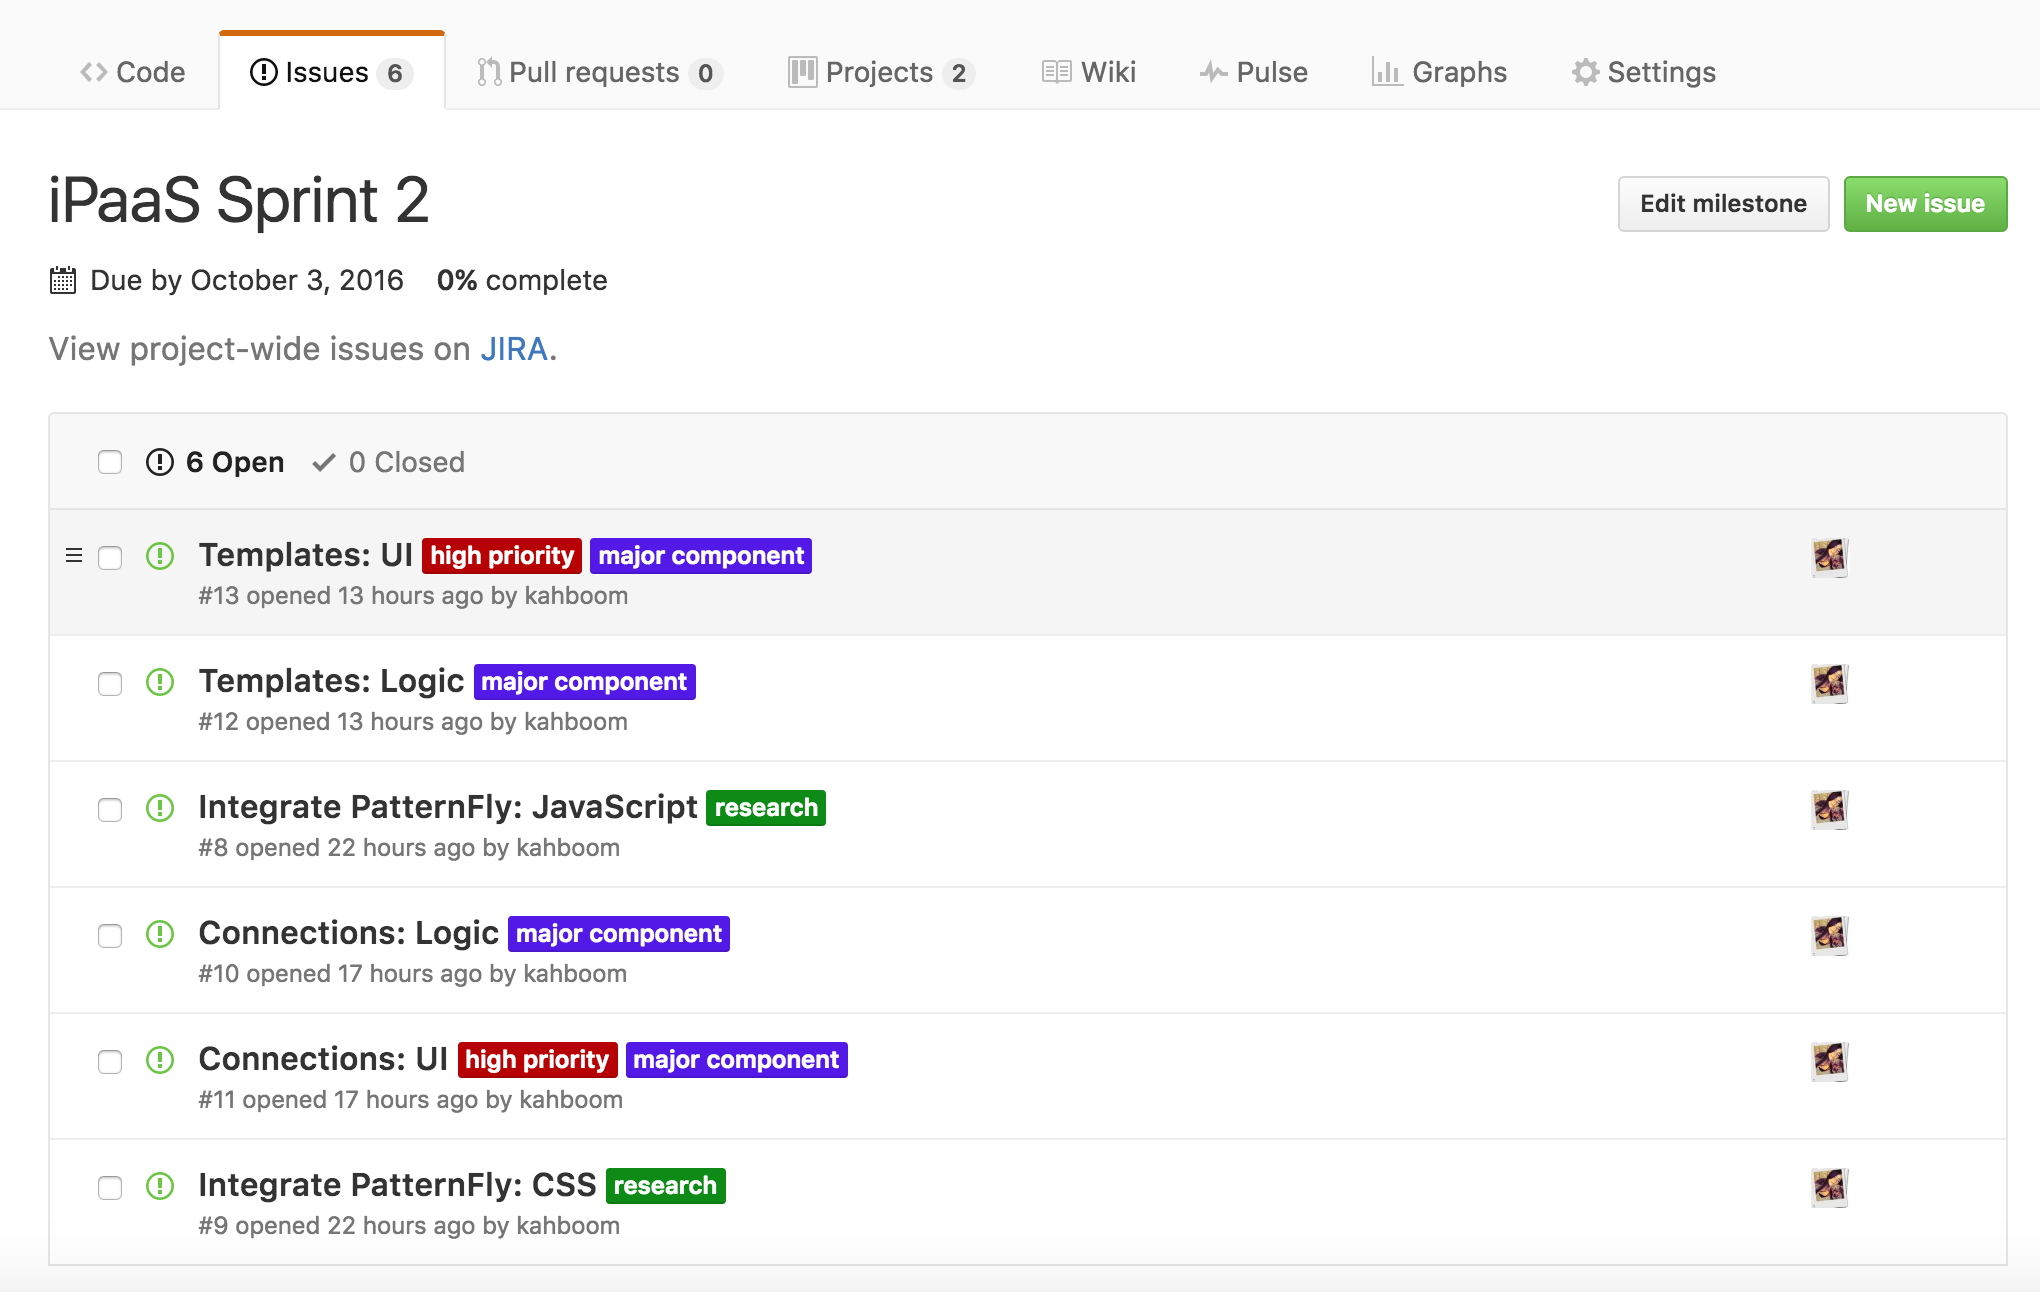 Code Issues 6 Pull requests 0 Projects 2 Wiki Pulse Graphs Settings
iPaaS Sprint 2
Edit milestone New issue
Due by October 3, 2016 0% complete
View project-wide issues on JIRA.
6 Open 0 Closed
Templates: UI high priority major component
#13 opened 13 hours ago by kahboom
Templates: Logic major component
#12 opened 13 hours ago by kahboom
Integrate PatternFly: JavaScript research
#8 opened 22 hours ago by kahboom
Connections: Logic major component
#10 opened 17 hours ago by kahboom
Connections: UI high priority major component
#11 opened 17 hours ago by kahboom
Integrate PatternFly: CSS research
#9 opened 22 hours ago by kahboom